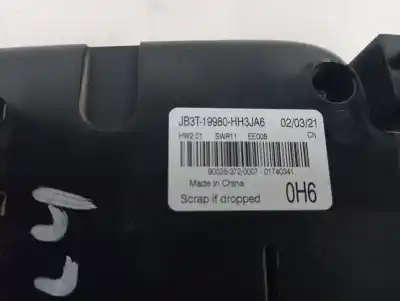 JB3T-19980-HH3JA6 02/03/21
HW2.01 SWR11 EE008 Ch
90026-372/0007 - 01740341
Made in China
Scrap if dropped 0H6